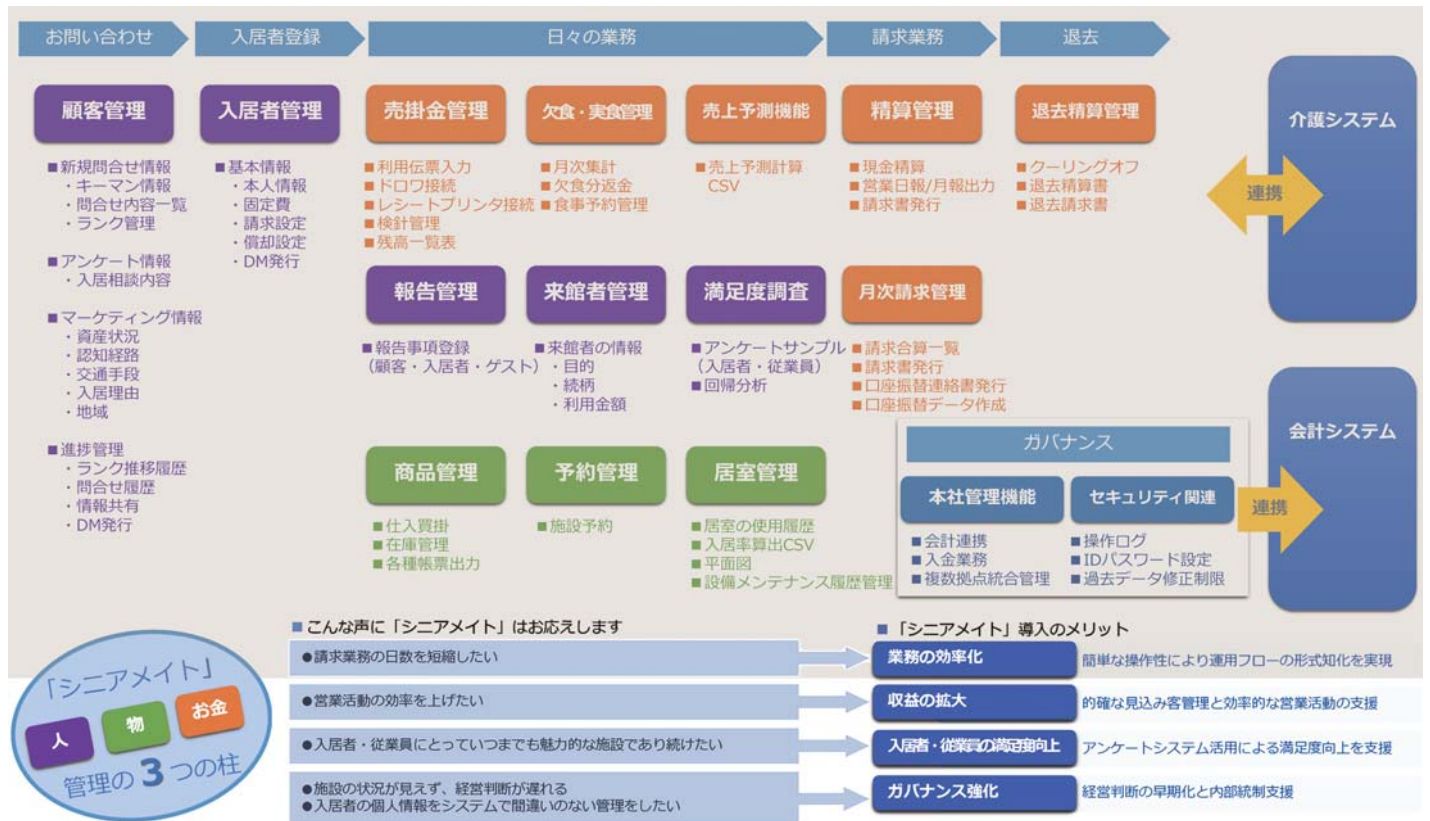 お問い合わせ
入居者登録
日々の業務
請求業務
退去
顧客管理
■新規問合せ情報
・キーマン情報
・問合せ内容一覧
・ランク管理
■アンケート情報
・入居相談内容
■マーケティング情報
・資産状況
・認知経路
・交通手段
・入居理由
・地域
■進捗管理
・ランク推移履歴
・問合せ履歴
・情報共有
・DM発行
入居者管理
■基本情報
・本人情報
・固定費
・請求設定
・償却設定
・DM発行
売掛金管理
■利用伝票入力
■ドロワ接続
■レシートプリンタ接続
■検針管理
■残高一覧表
欠食・実食管理
■月次集計
■欠食分返金
■食事予約管理
売上予測機能
■売上予測計算
CSV
精算管理
■現金精算
■営業日報/月報出力
■請求書発行
退去精算管理
■クーリングオフ
■退去精算書
■退去請求書
報告管理
■報告事項登録
（顧客・入居者・ゲスト）
来館者管理
■来館者の情報
・目的
・続柄
・利用金額
満足度調査
■アンケートサンプル
（入居者・従業員）
■回帰分析
月次請求管理
■請求合算一覧
■請求書発行
■口座振替連絡書発行
■口座振替データ作成
商品管理
■仕入買掛
■在庫管理
■各種帳票出力
予約管理
■施設予約
居室管理
■居室の使用履歴
■入居率算出CSV
■平面図
■設備メンテナンス履歴管理
ガバナンス
本社管理機能
■会計連携
■入金業務
■複数拠点統合管理
セキュリティ関連
■操作ログ
■IDパスワード設定
■過去データ修正制限
介護システム
連携
会計システム
連携
「シニアメイト」
人
物
お金
管理の3つの柱
■こんな声に「シニアメイト」はお応えします
●請求業務の日数を短縮したい
●営業活動の効率を上げたい
●入居者・従業員にとっていつまでも魅力的な施設であり続けたい
●施設の状況が見えず、経営判断が遅れる
●入居者の個人情報をシステムで間違いのない管理をしたい
■「シニアメイト」導入のメリット
業務の効率化
簡単な操作性により運用フローの形式知化を実現
収益の拡大
的確な見込み客管理と効率的な営業活動の支援
入居者・従業員の満足度向上
アンケートシステム活用による満足度向上を支援
ガバナンス強化
経営判断の早期化と内部統制支援